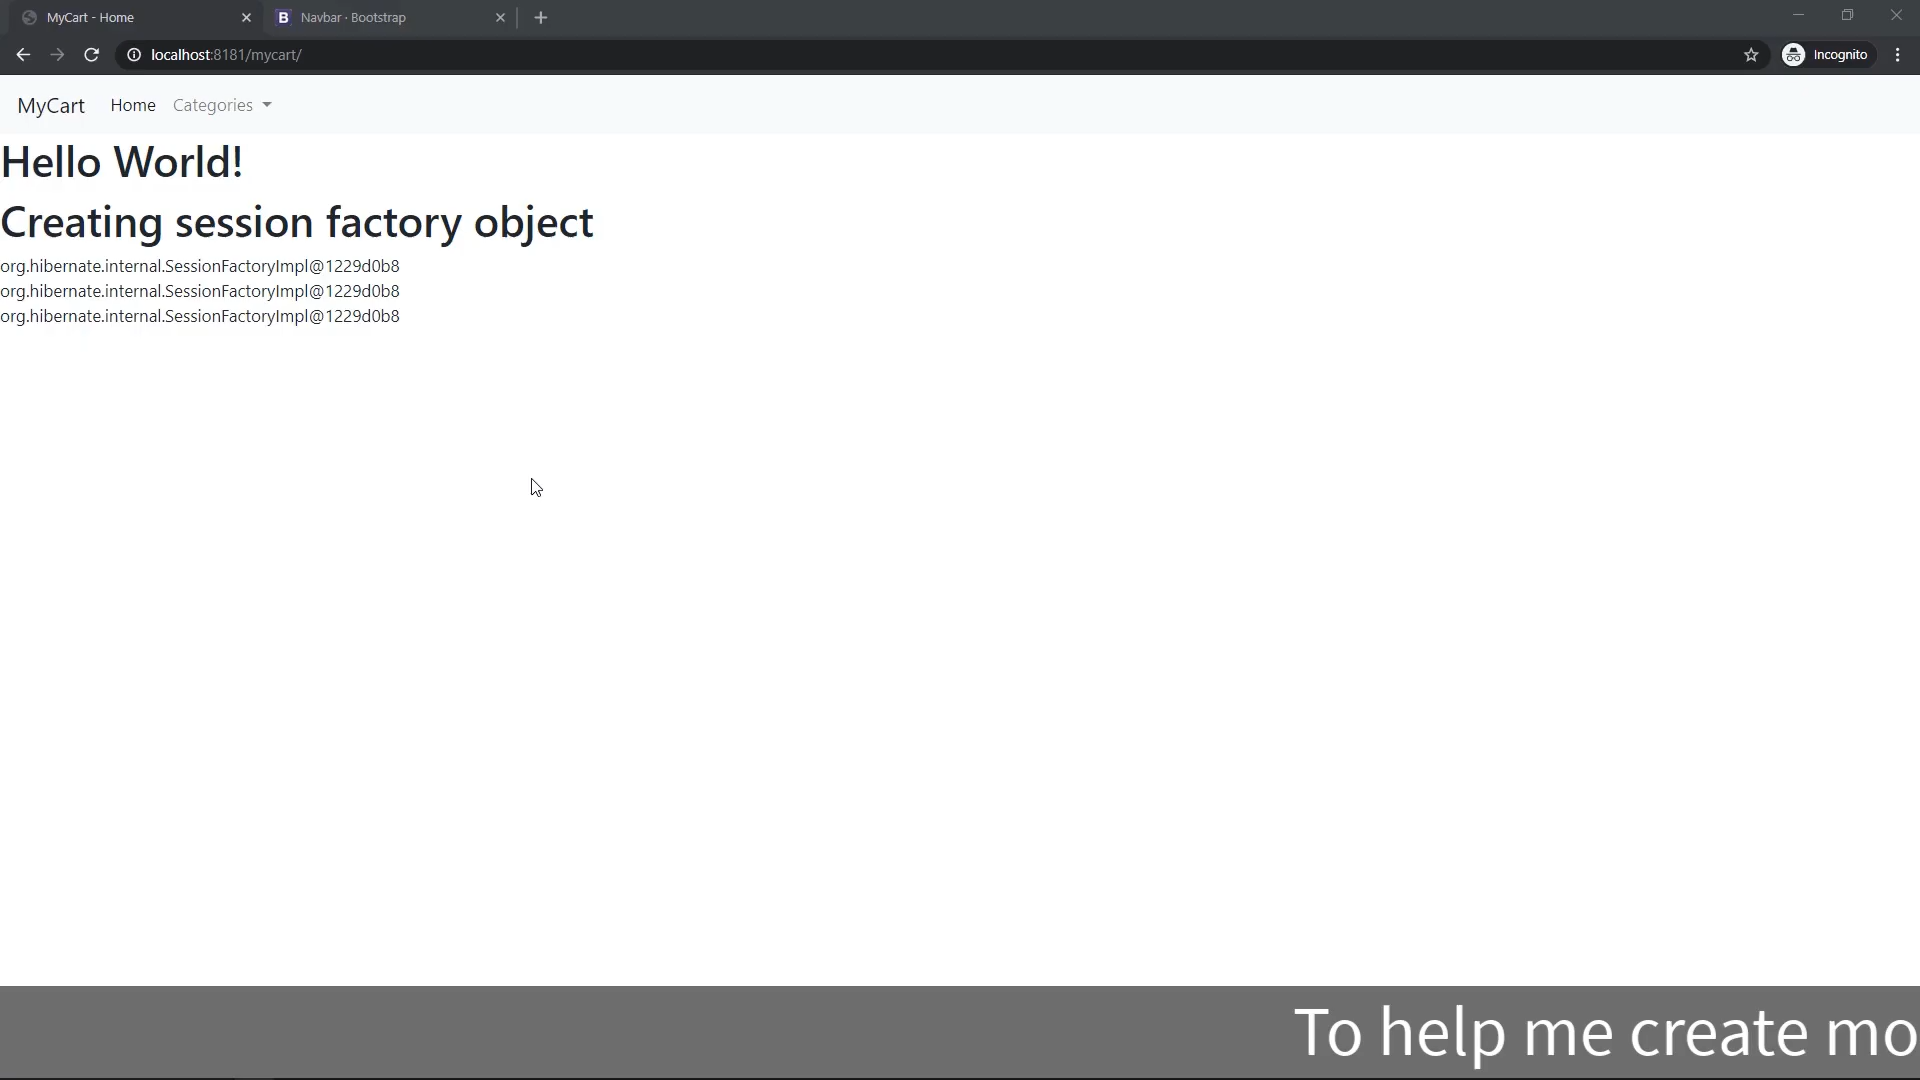 MyCart - Home
Navbar · Bootstrap
localhost:8181/mycart/
Incognito
MyCart Home Categories
Hello World!
Creating session factory object
org.hibernate.internal.SessionFactoryImpl@1229d0b8
org.hibernate.internal.SessionFactoryImpl@1229d0b8
org.hibernate.internal.SessionFactoryImpl@1229d0b8
To help me create mo